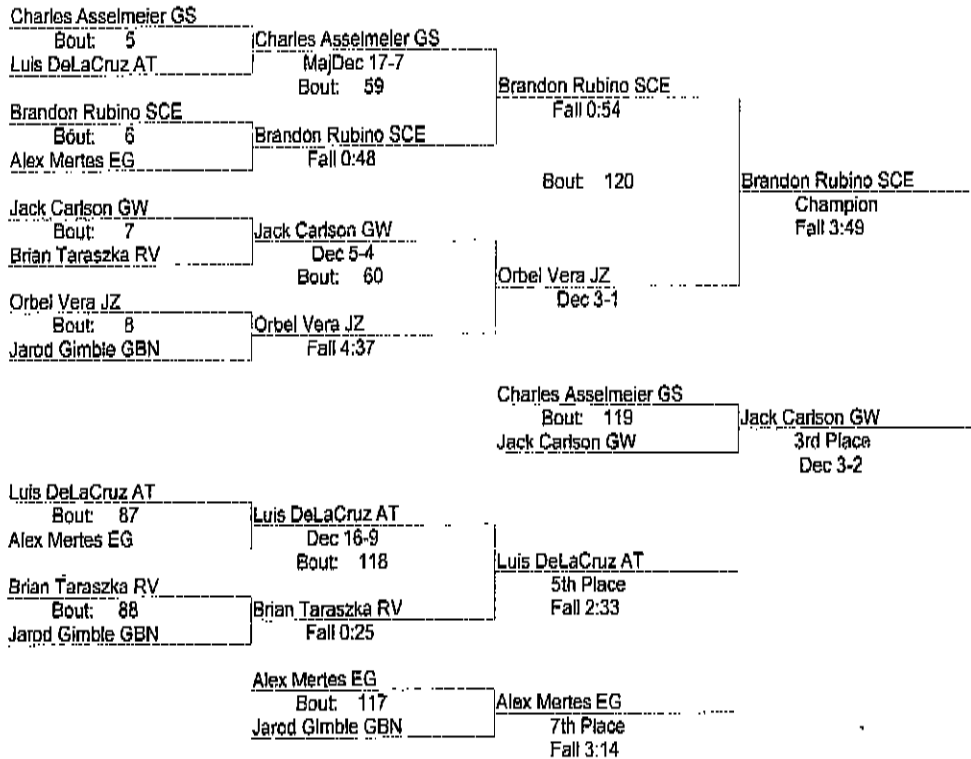 Charles Asselmeier GS
Bout: 5
Luis DeLaCruz AT
Charles Asselmeier GS
MajDec 17-7
Bout: 59
Brandon Rubino SCE
Fall 0:54
Brandon Rubino SCE
Bout: 6
Alex Mertes EG
Brandon Rubino SCE
Fall 0:48
Bout: 120
Brandon Rubino SCE
Champion
Fall 3:49
Jack Carlson GW
Bout: 7
Brian Taraszka RV
Jack Carlson GW
Dec 5-4
Bout: 60
Orbel Vera JZ
Dec 3-1
Orbel Vera JZ
Bout: 8
Jarod Gimble GBN
Orbel Vera JZ
Fall 4:37
Charles Asselmeier GS
Bout: 119
Jack Carlson GW
Jack Carlson GW
3rd Place
Dec 3-2
Luis DeLaCruz AT
Bout: 87
Alex Mertes EG
Luis DeLaCruz AT
Dec 16-9
Bout: 118
Luis DeLaCruz AT
5th Place
Fall 2:33
Brian Taraszka RV
Bout: 88
Jarod Gimble GBN
Brian Taraszka RV
Fall 0:25
Alex Mertes EG
Bout: 117
Jarod Gimble GBN
Alex Mertes EG
7th Place
Fall 3:14